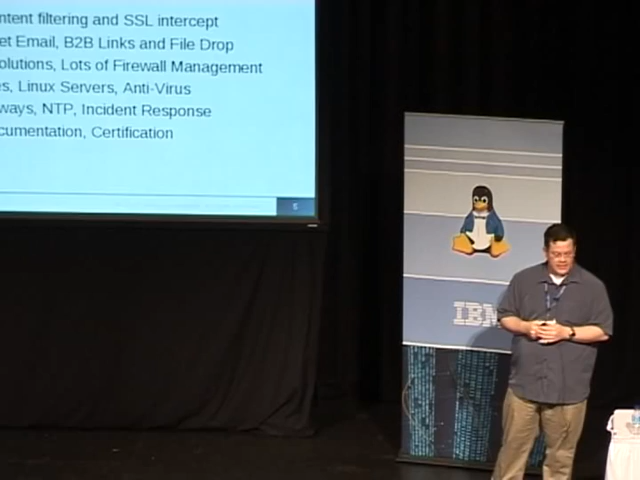 ntent filtering and SSL intercept
et Email, B2B Links and File Drop
olutions, Lots of Firewall Management
s, Linux Servers, Anti-Virus
ways, NTP, Incident Response
cumentation, Certification
5
IBM